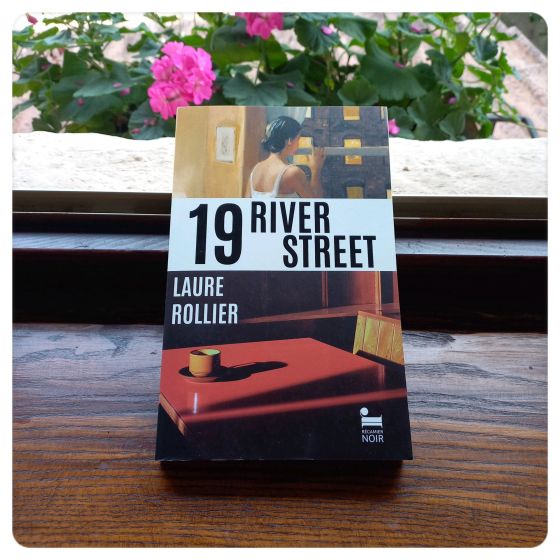 19 RIVER
STREET
LAURE
ROLLIER
RÉCAMIER
NOIR